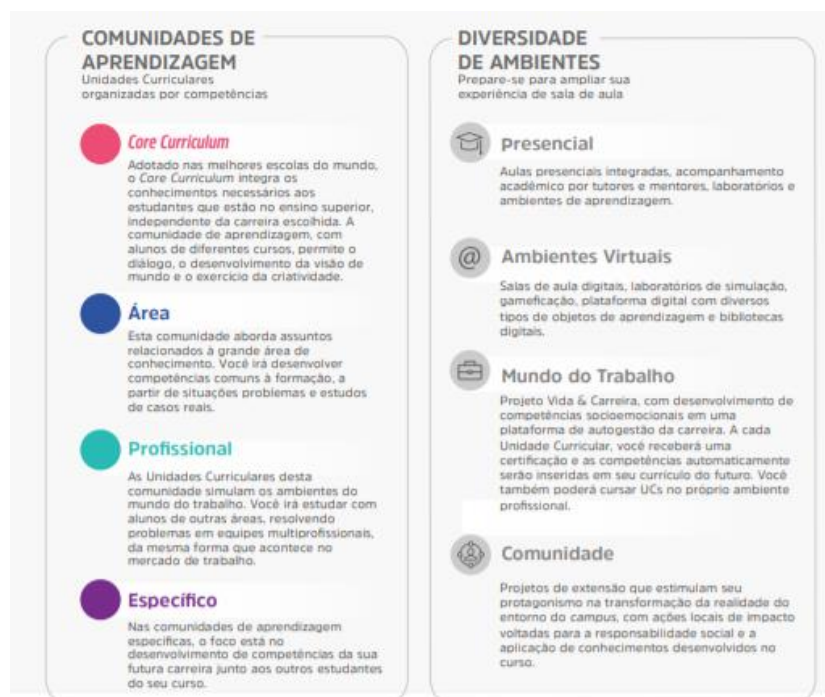 COMUNIDADES DE
APRENDIZAGEM
Unidades Curriculares
organizadas por competências
Core Curriculum
Adotado nas melhores escolas do mundo,
o Core Curriculum integra os
conhecimentos necessários aos
estudantes que estão no ensino superior,
independente da carreira escolhida. A
comunidade de aprendizagem, com
alunos de diferentes cursos, permite o
diálogo, o desenvolvimento da visão de
mundo e o exercício da criatividade.
Área
Esta comunidade aborda assuntos
relacionados à grande área de
conhecimento. Você irá desenvolver
competências comuns à formação, a
partir de situações problemas e estudos
de casos reais.
Profissional
As Unidades Curriculares desta
comunidade simulam os ambientes do
mundo do trabalho. Você irá estudar com
alunos de outras áreas, resolvendo
problemas em equipes multiprofissionais,
da mesma forma que acontece no
mercado de trabalho.
Específico
Nas comunidades de aprendizagem
específicas, o foco está no
desenvolvimento de competências da sua
futura carreira junto aos outros estudantes
do seu curso.
DIVERSIDADE
DE AMBIENTES
Prepare-se para ampliar sua
experiência de sala de aula
Presencial
Aulas presenciais integradas, acompanhamento
acadêmico por tutores e mentores, laboratórios e
ambientes de aprendizagem.
@ Ambientes Virtuais
Salas de aula digitais, laboratórios de simulação,
gameficação, plataforma digital com diversos
tipos de objetos de aprendizagem e bibliotecas
digitais.
Mundo do Trabalho
Projeto Vida & Carreira, com desenvolvimento de
competências socioemocionais em uma
plataforma de autogestão da carreira. A cada
Unidade Curricular, você receberá uma
certificação e as competências automaticamente
serão inseridas em seu currículo do futuro. Você
também poderá cursar UCs no próprio ambiente
profissional.
Comunidade
Projetos de extensão que estimulam seu
protagonismo na transformação da realidade do
entorno do campus, com ações locais de impacto
voltadas para a responsabilidade social e a
aplicação de conhecimentos desenvolvidos no
curso.